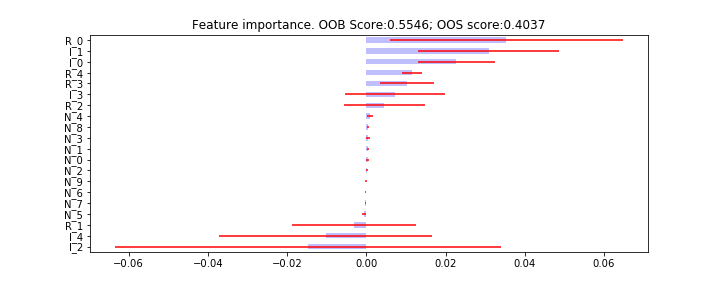 Feature importance. OOB Score:0.5546; OOS score:0.4037
R_0
I_1
I_0
R_4
R_3
I_3
R_2
N_4
N_8
N_3
N_1
N_0
N_2
N_9
N_6
N_7
N_5
R_1
I_4
I_2
−0.06 −0.04 −0.02 0.00 0.02 0.04 0.06